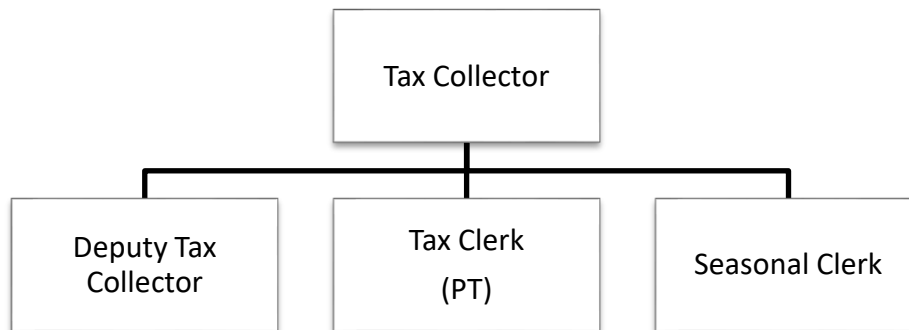 Tax Collector
Deputy Tax
Collector
Tax Clerk
(PT)
Seasonal Clerk